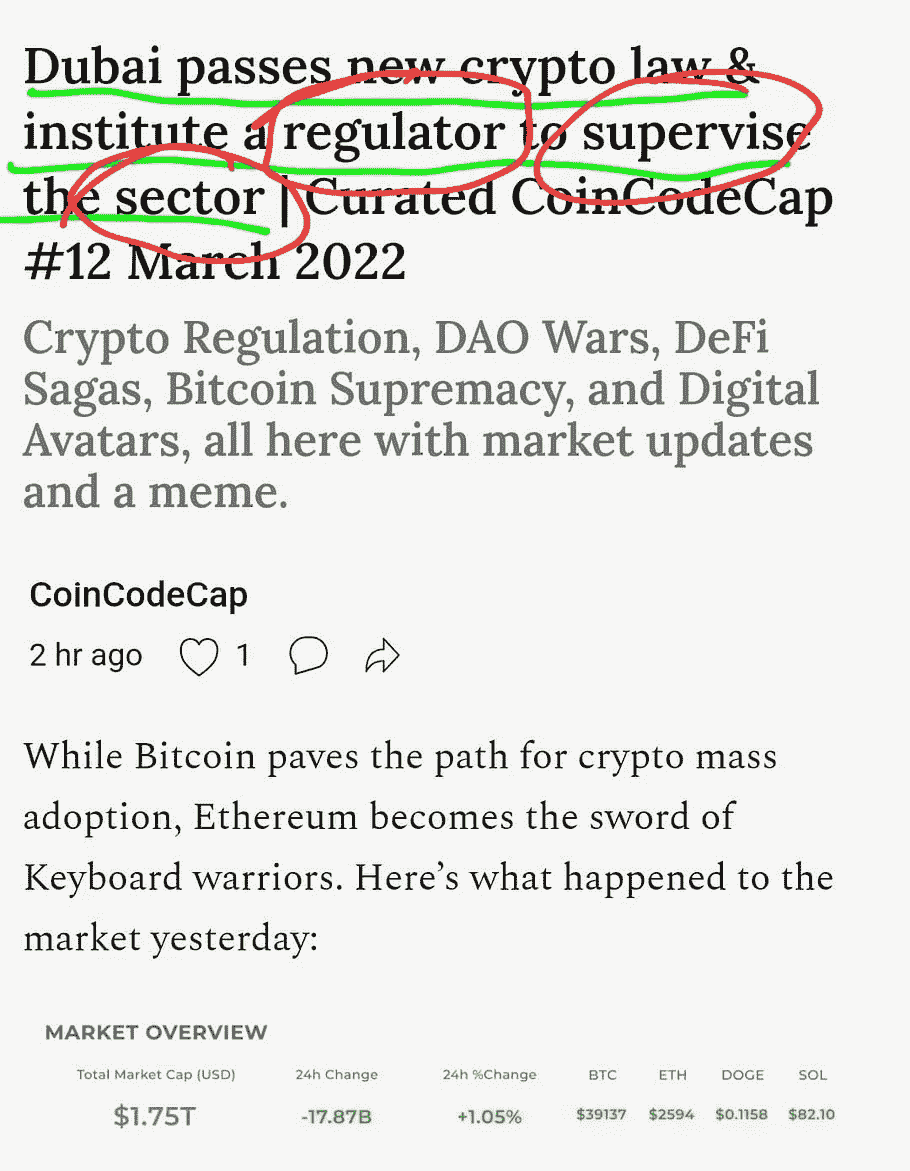 Dubai passes new crypto law &
institute a regulator to supervise
the sector | Curated CoinCodeCap
#12 March 2022
Crypto Regulation, DAO Wars, DeFi
Sagas, Bitcoin Supremacy, and Digital
Avatars, all here with market updates
and a meme.
CoinCodeCap
2 hr ago 1
While Bitcoin paves the path for crypto mass
adoption, Ethereum becomes the sword of
Keyboard warriors. Here’s what happened to the
market yesterday:
MARKET OVERVIEW
Total Market Cap (USD) 24h Change 24h %Change BTC ETH DOGE SOL
$1.75T -17.87B +1.05% $39137 $2594 $0.1158 $82.10